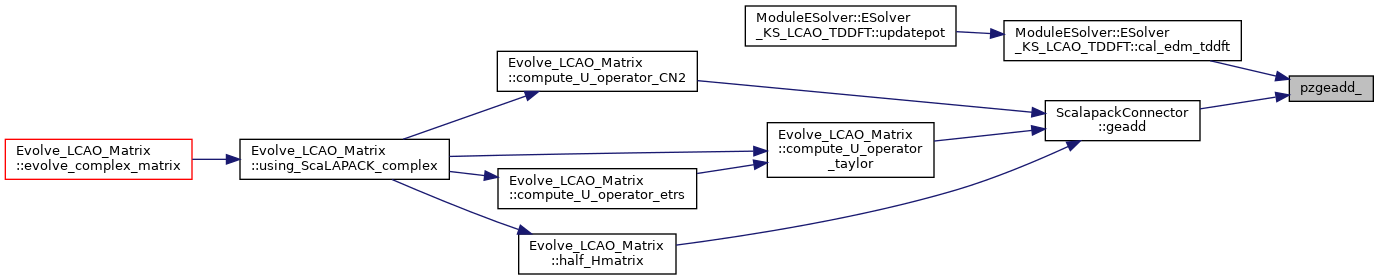 ModuleESolver::ESolver
_KS_LCAO_TDDFT::updatepot
ModuleESolver::ESolver
_KS_LCAO_TDDFT::cal_edm_tddft
pzgeadd_
Evolve_LCAO_Matrix
::compute_U_operator_CN2
ScalapackConnector
::geadd
Evolve_LCAO_Matrix
::compute_U_operator
_taylor
Evolve_LCAO_Matrix
::evolve_complex_matrix
Evolve_LCAO_Matrix
::using_ScaLAPACK_complex
Evolve_LCAO_Matrix
::compute_U_operator_etrs
Evolve_LCAO_Matrix
::half_Hmatrix